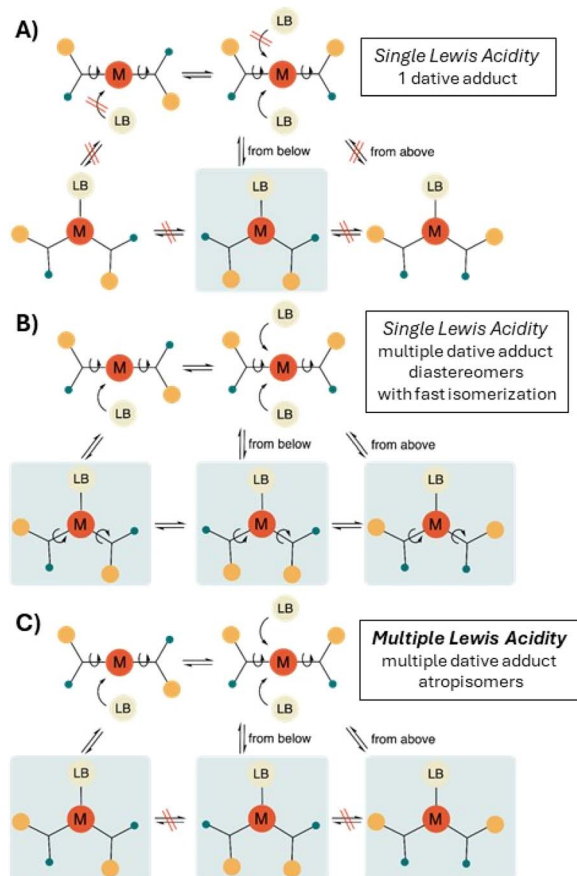 A)
LB
Single Lewis Acidity
1 dative adduct
M
M
LB
LB
from below
from above
LB
LB
LB
M
M
M
B)
LB
Single Lewis Acidity
multiple dative adduct
diastereomers
with fast isomerization
M
M
LB
LB
from below
from above
LB
LB
LB
M
M
M
C)
LB
Multiple Lewis Acidity
multiple dative adduct
atropisomers
M
M
LB
LB
from below
from above
LB
LB
LB
M
M
M